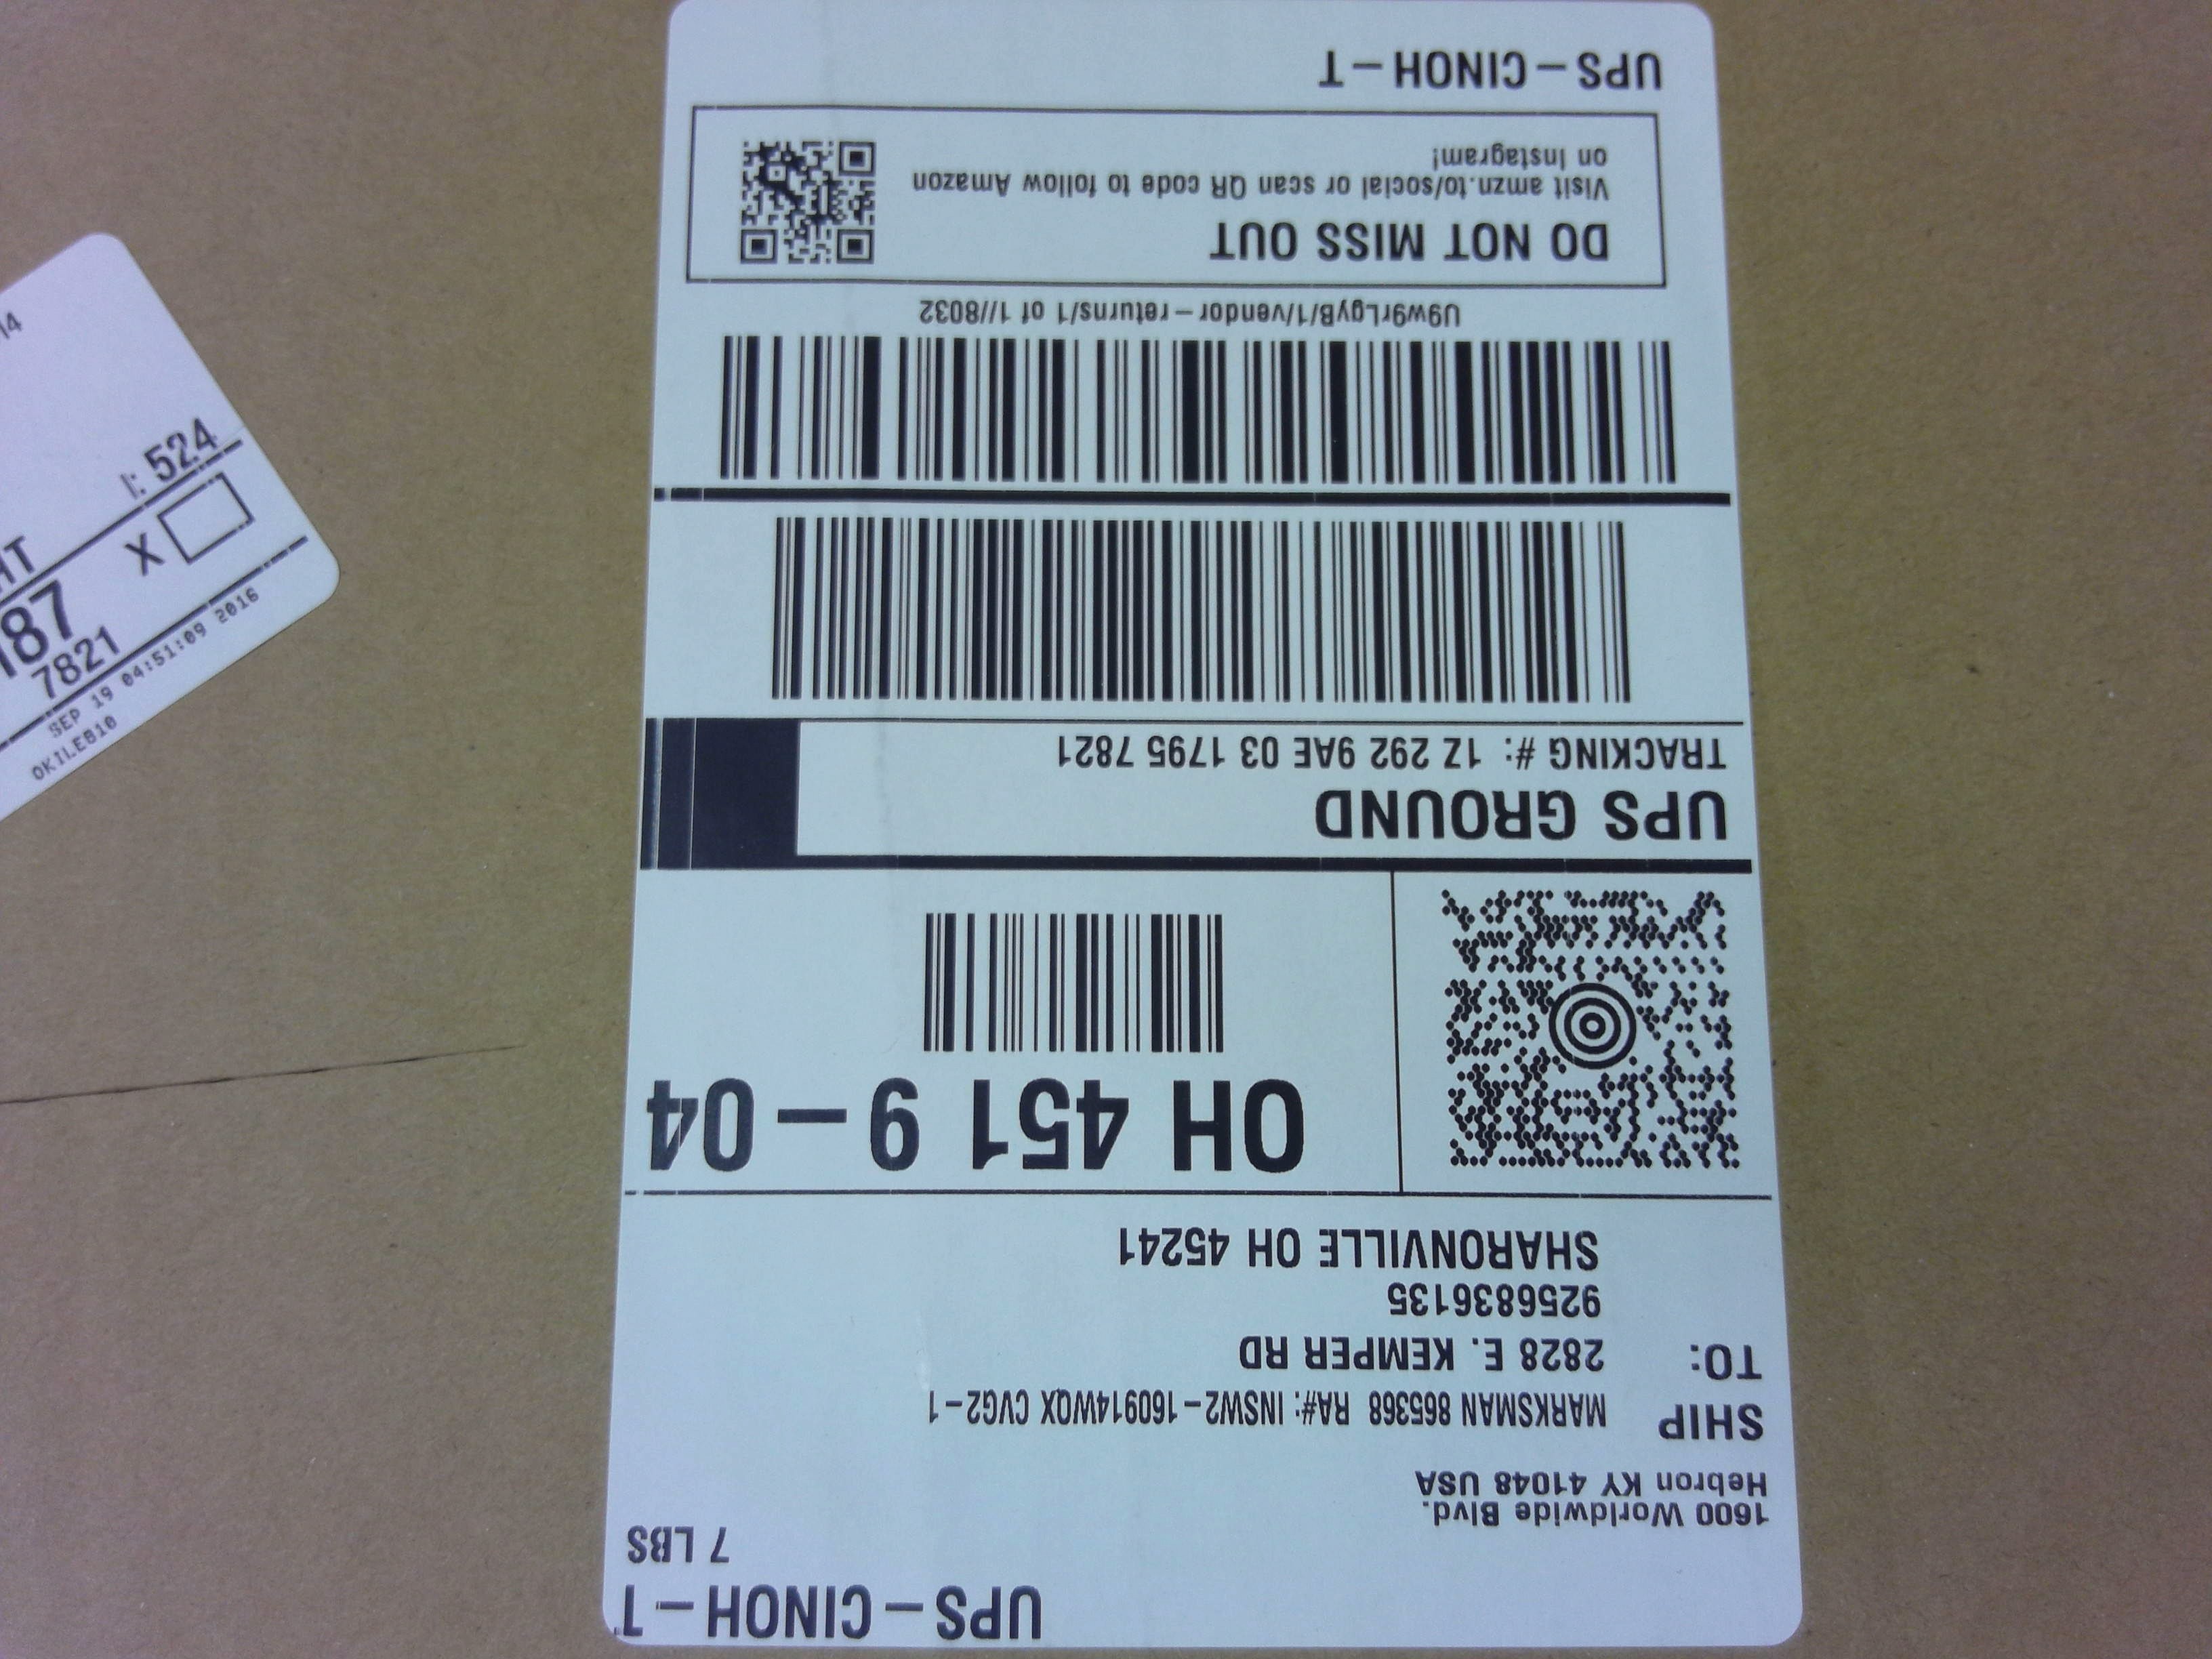 UPS-CINOH-T
7 LBS
1600 Worldwide Blvd.
Hebron KY 41048 USA
SHIP
TO:
MARKSMAN 865368 RA#: INSW2-160914WQX CVG2-1
2828 E. KEMPER RD
9256836135
SHARONVILLE OH 45241
OH 451 9-04
UPS GROUND
TRACKING #: 1Z 292 9AE 03 1795 7821
U9w9rLgyB/1/vendor-returns/1 of 1//8032
DO NOT MISS OUT
Visit amzn.to/social or scan QR code to follow Amazon
on Instagram!
UPS-CINOH-T
14
I: 524
HT
X
187
7821
SEP 19 04:51:09 2016
OKILEB10